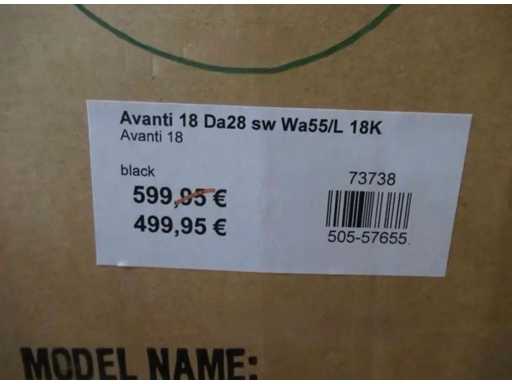 Avanti 18 Da28 sw Wa55/L 18K
Avanti 18
black
599,95 €
499,95 €
73738
505-57655
MODEL NAME: